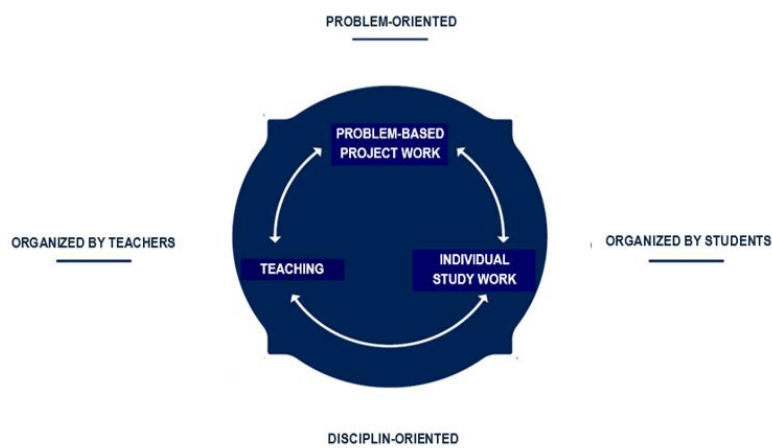 PROBLEM-ORIENTED
PROBLEM-BASED
PROJECT WORK
ORGANIZED BY TEACHERS
ORGANIZED BY STUDENTS
TEACHING
INDIVIDUAL
STUDY WORK
DISCIPLIN-ORIENTED